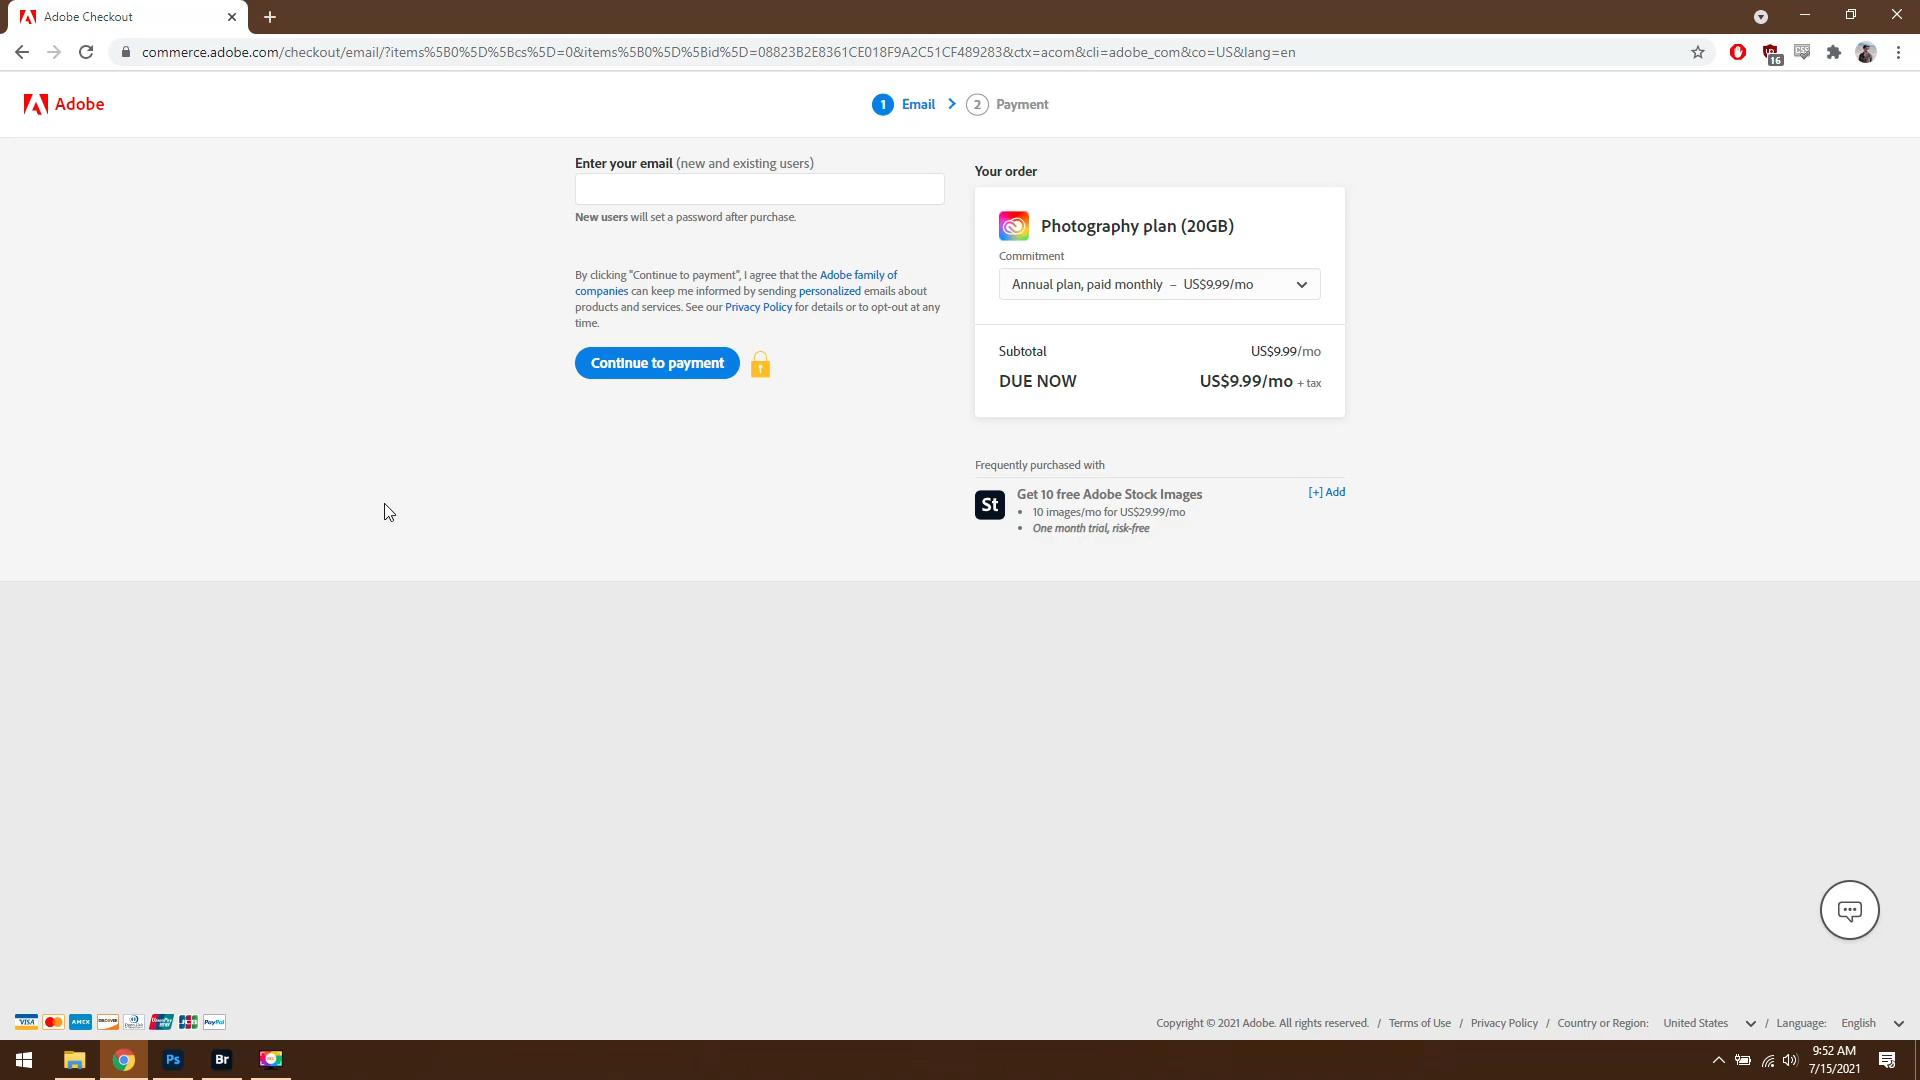 Adobe Checkout
commerce.adobe.com/checkout/email/?items%5B0%5D%5Bcs%5D=0&items%5B0%5D%5Bid%5D=08823B2E8361CE018F9A2C51CF489283&ctx=acom&cli=adobe_com&co=US&lang=en
16
CSS
Adobe
1 Email 2 Payment
Enter your email (new and existing users)
New users will set a password after purchase.
By clicking "Continue to payment", I agree that the Adobe family of
companies can keep me informed by sending personalized emails about
products and services. See our Privacy Policy for details or to opt-out at any
time.
Continue to payment
Your order
Photography plan (20GB)
Commitment
Annual plan, paid monthly – US$9.99/mo
Subtotal US$9.99/mo
DUE NOW US$9.99/mo + tax
Frequently purchased with
St
Get 10 free Adobe Stock Images [+] Add
10 images/mo for US$29.99/mo
One month trial, risk-free
VISA AMEX DISCOVER JCB PayPal
Copyright © 2021 Adobe. All rights reserved. / Terms of Use / Privacy Policy / Country or Region: United States / Language: English
Ps Br
9:52 AM
7/15/2021